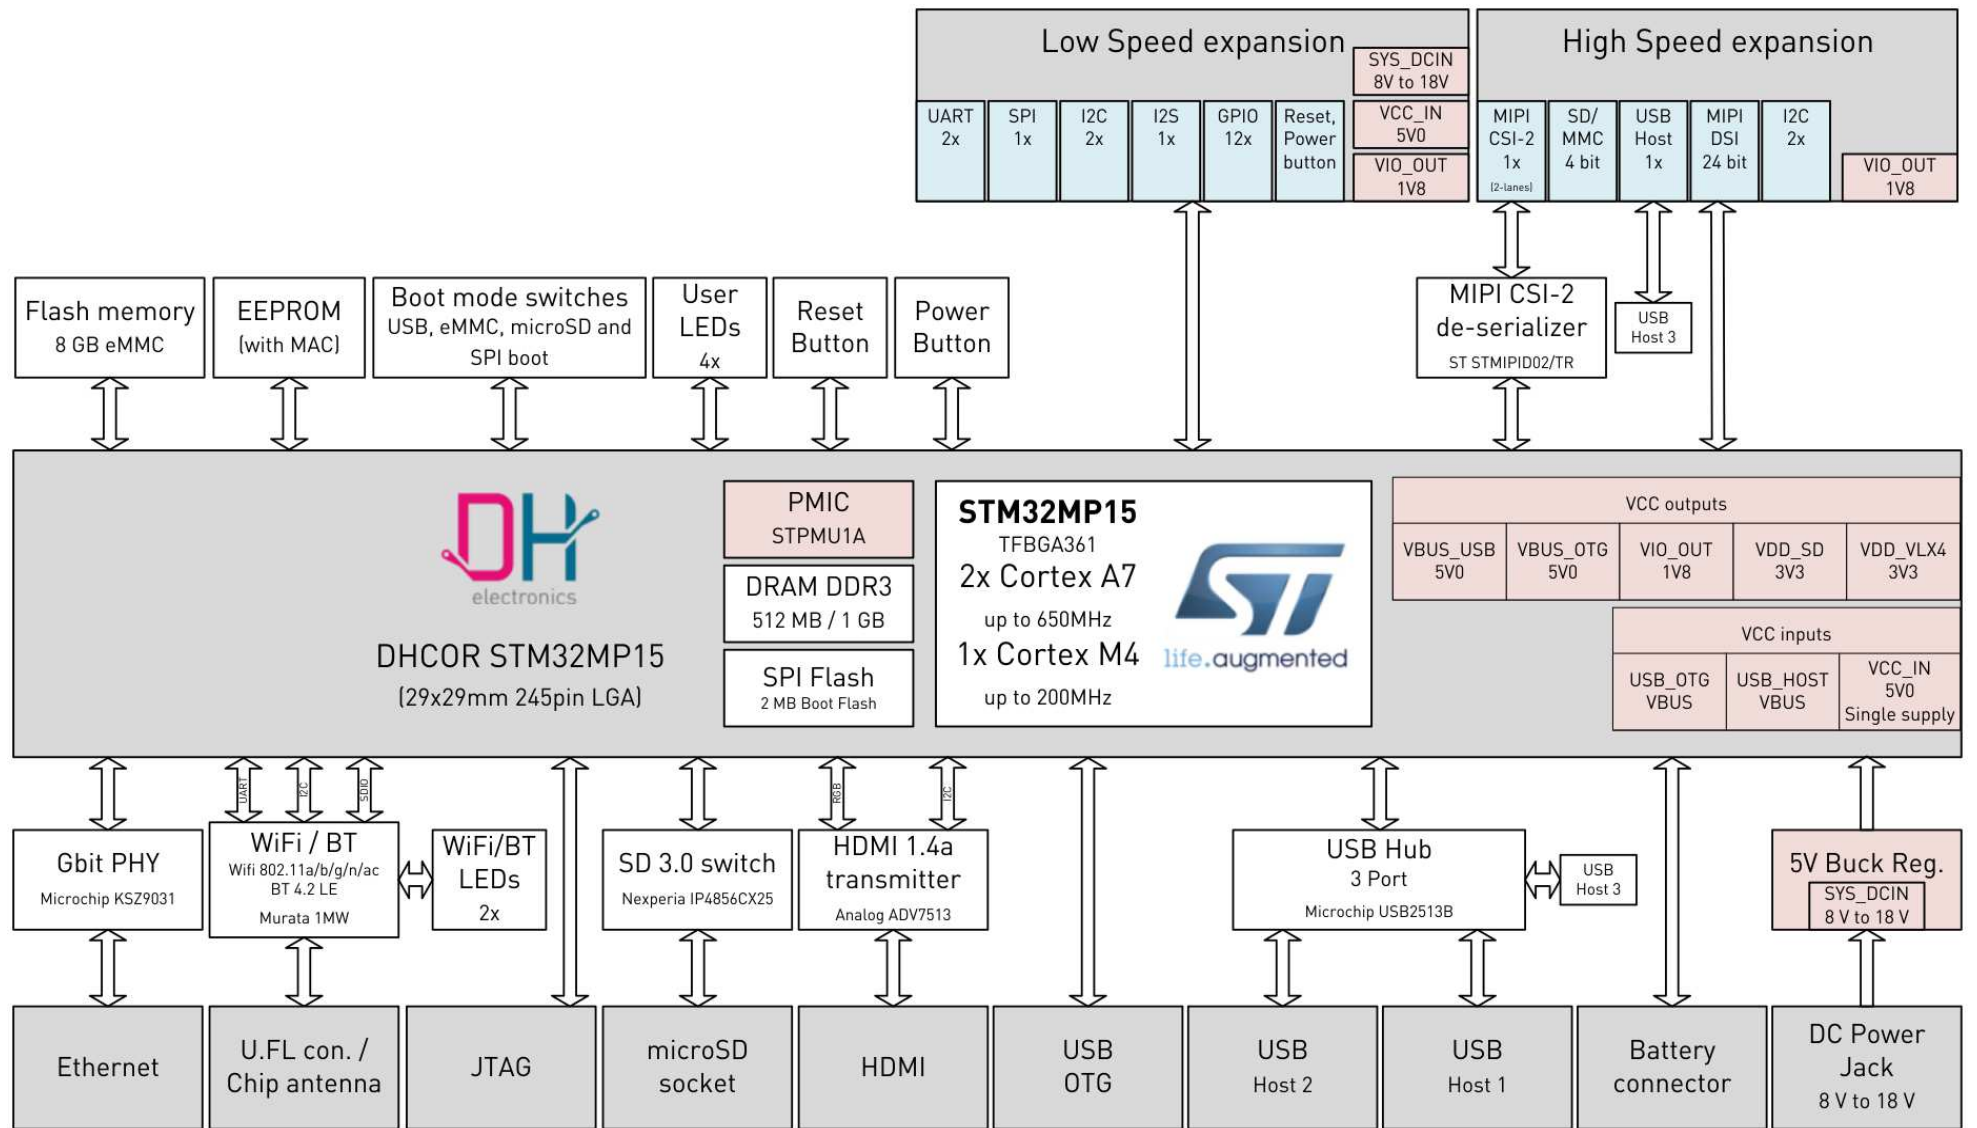 Low Speed expansion
SYS_DCIN
8V to 18V
UART
2x
SPI
1x
I2C
2x
I2S
1x
GPIO
12x
Reset,
Power
button
VCC_IN
5V0
VIO_OUT
1V8
High Speed expansion
MIPI
CSI-2
1x
(2-lanes)
SD/
MMC
4 bit
USB
Host
1x
MIPI
DSI
24 bit
I2C
2x
VIO_OUT
1V8
Flash memory
8 GB eMMC
EEPROM
(with MAC)
Boot mode switches
USB, eMMC, microSD and
SPI boot
User
LEDs
4x
Reset
Button
Power
Button
MIPI CSI-2
de-serializer
ST STMIPID02/TR
USB
Host 3
DH
electronics
DHCOR STM32MP15
(29x29mm 245pin LGA)
PMIC
STPMU1A
DRAM DDR3
512 MB / 1 GB
SPI Flash
2 MB Boot Flash
STM32MP15
TFBGA361
2x Cortex A7
up to 650MHz
1x Cortex M4
up to 200MHz
ST
life.augmented
VCC outputs
VBUS_USB
5V0
VBUS_OTG
5V0
VIO_OUT
1V8
VDD_SD
3V3
VDD_VLX4
3V3
VCC inputs
USB_OTG
VBUS
USB_HOST
VBUS
VCC_IN
5V0
Single supply
UART
I2C
SDIO
RGB
I2C
Gbit PHY
Microchip KSZ9031
WiFi / BT
Wifi 802.11a/b/g/n/ac
BT 4.2 LE
Murata 1MW
WiFi/BT
LEDs
2x
SD 3.0 switch
Nexperia IP4856CX25
HDMI 1.4a
transmitter
Analog ADV7513
USB Hub
3 Port
Microchip USB2513B
USB
Host 3
5V Buck Reg.
SYS_DCIN
8 V to 18 V
Ethernet
U.FL con. /
Chip antenna
JTAG
microSD
socket
HDMI
USB
OTG
USB
Host 2
USB
Host 1
Battery
connector
DC Power
Jack
8 V to 18 V